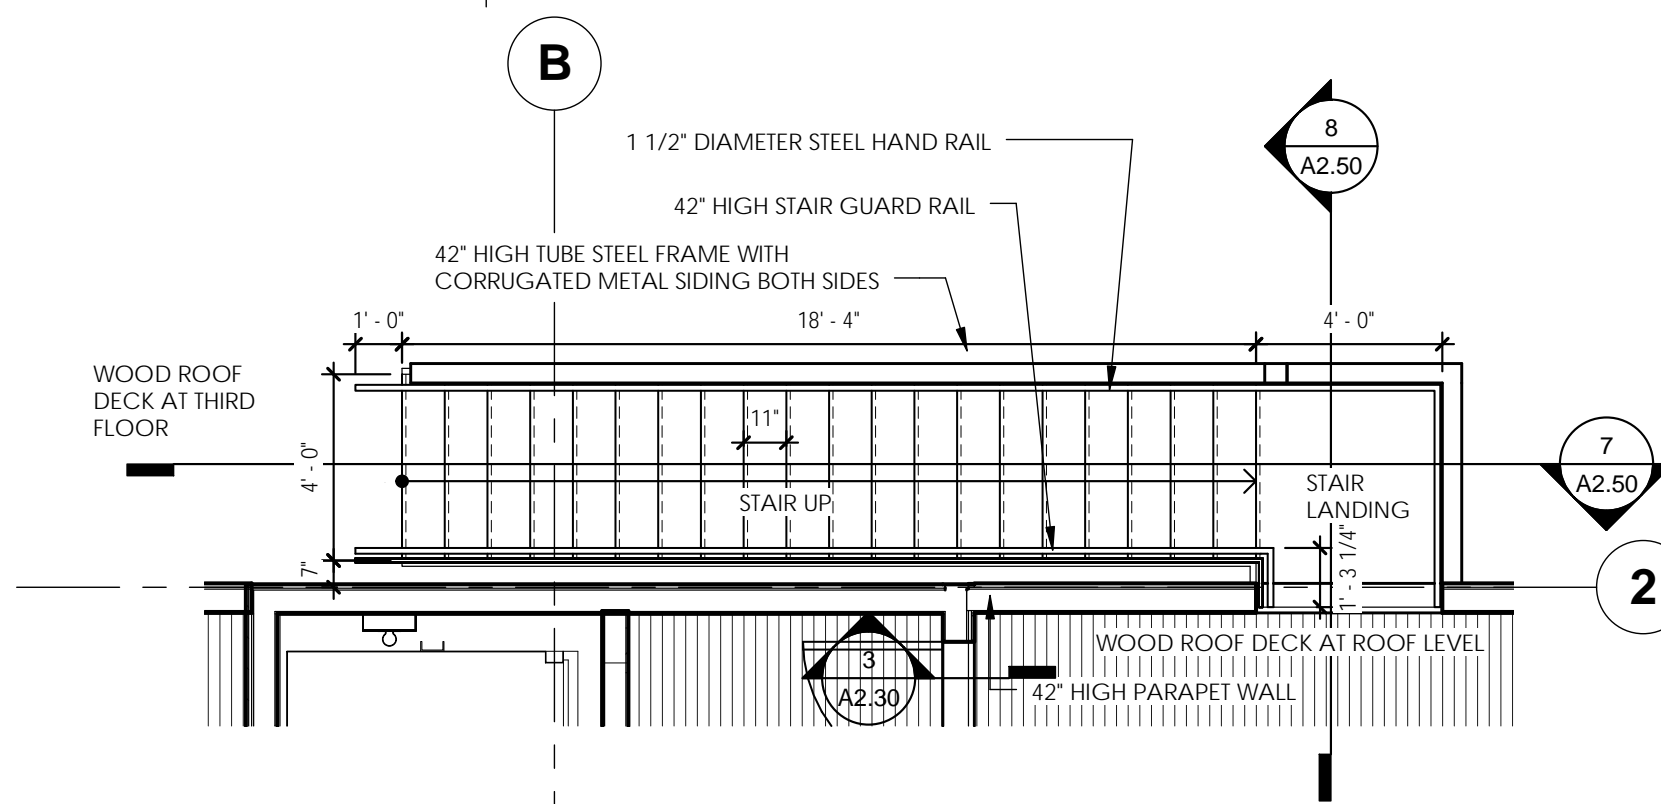 B
1 1/2" DIAMETER STEEL HAND RAIL
8
A2.50
42" HIGH STAIR GUARD RAIL
42" HIGH TUBE STEEL FRAME WITH
CORRUGATED METAL SIDING BOTH SIDES
1' - 0"
18' - 4"
4' - 0"
WOOD ROOF
DECK AT THIRD
FLOOR
11"
4' - 0"
7
A2.50
STAIR UP
STAIR
LANDING
7"
1' - 3 1/4"
2
WOOD ROOF DECK AT ROOF LEVEL
3
A2.30
42" HIGH PARAPET WALL